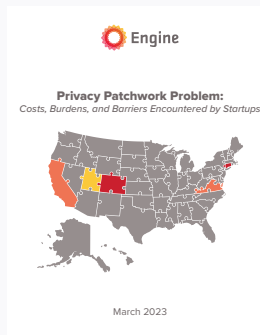 Engine
Privacy Patchwork Problem:
Costs, Burdens, and Barriers Encountered by Startups
March 2023